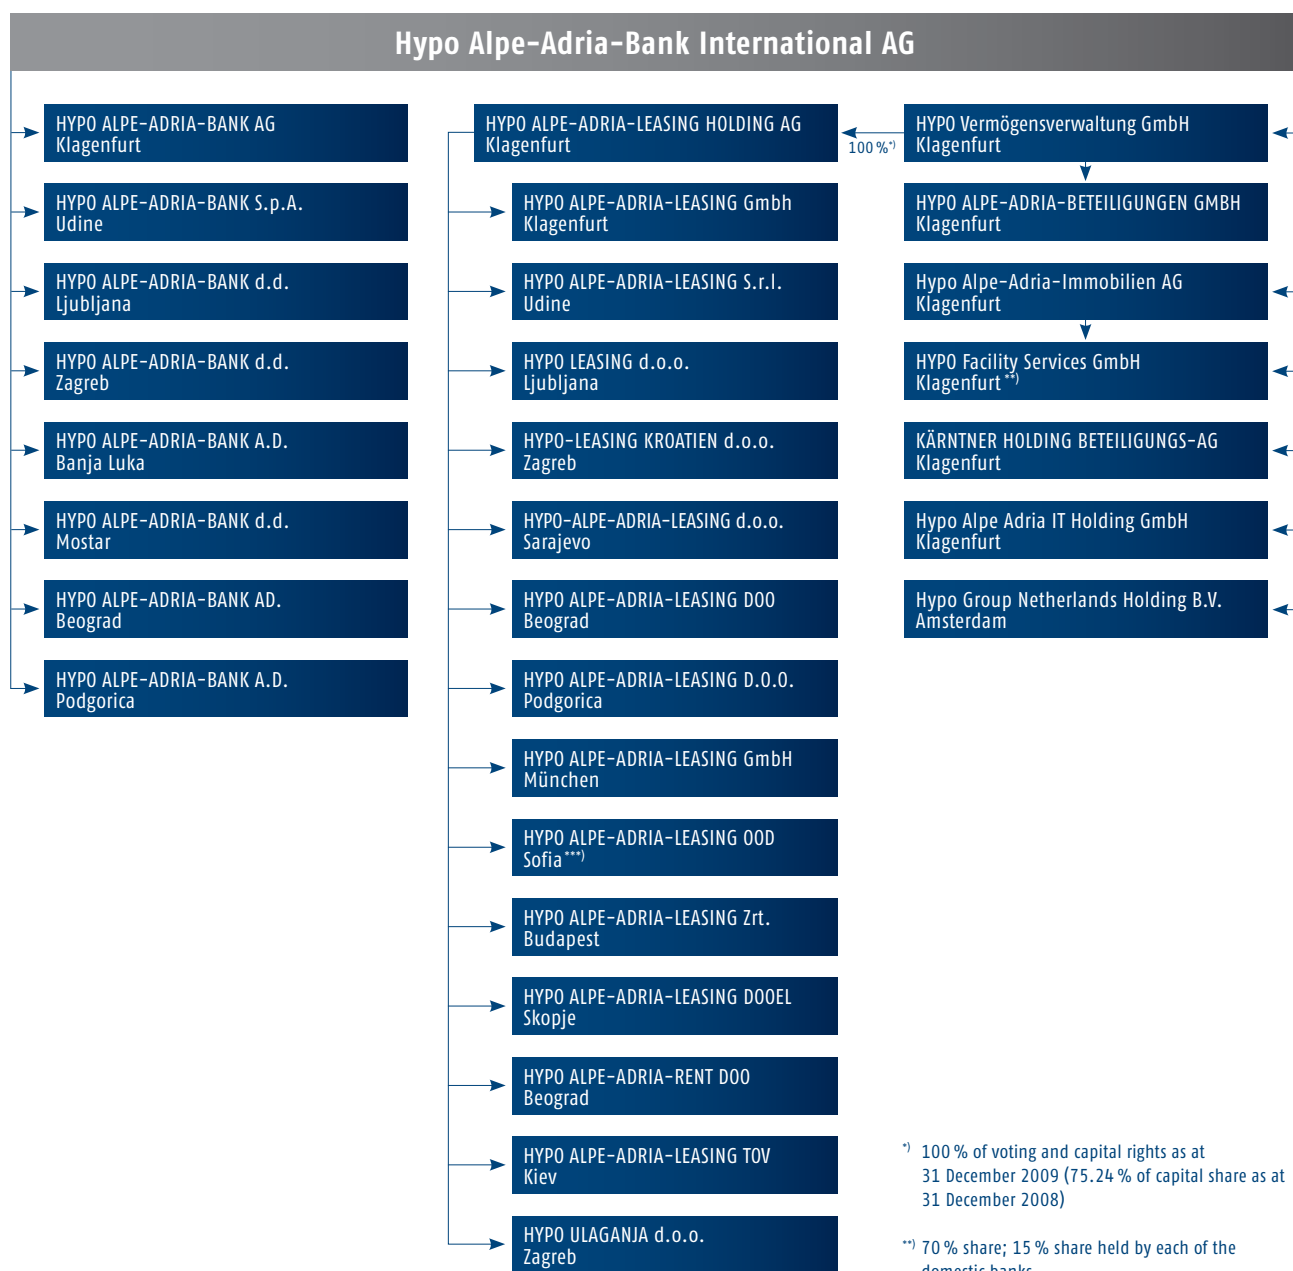 Hypo Alpe-Adria-Bank International AG
HYPO ALPE-ADRIA-BANK AG
Klagenfurt
HYPO ALPE-ADRIA-BANK S.p.A.
Udine
HYPO ALPE-ADRIA-BANK d.d.
Ljubljana
HYPO ALPE-ADRIA-BANK d.d.
Zagreb
HYPO ALPE-ADRIA-BANK A.D.
Banja Luka
HYPO ALPE-ADRIA-BANK d.d.
Mostar
HYPO ALPE-ADRIA-BANK AD.
Beograd
HYPO ALPE-ADRIA-BANK A.D.
Podgorica
HYPO ALPE-ADRIA-LEASING HOLDING AG
Klagenfurt
HYPO ALPE-ADRIA-LEASING Gmbh
Klagenfurt
HYPO ALPE-ADRIA-LEASING S.r.l.
Udine
HYPO LEASING d.o.o.
Ljubljana
HYPO-LEASING KROATIEN d.o.o.
Zagreb
HYPO-ALPE-ADRIA-LEASING d.o.o.
Sarajevo
HYPO ALPE-ADRIA-LEASING DOO
Beograd
HYPO ALPE-ADRIA-LEASING D.O.O.
Podgorica
HYPO ALPE-ADRIA-LEASING GmbH
München
HYPO ALPE-ADRIA-LEASING OOD
Sofia ***)
HYPO ALPE-ADRIA-LEASING Zrt.
Budapest
HYPO ALPE-ADRIA-LEASING DOOEL
Skopje
HYPO ALPE-ADRIA-RENT DOO
Beograd
HYPO ALPE-ADRIA-LEASING TOV
Kiev
HYPO ULAGANJA d.o.o.
Zagreb
100 %*)
HYPO Vermögensverwaltung GmbH
Klagenfurt
HYPO ALPE-ADRIA-BETEILIGUNGEN GMBH
Klagenfurt
Hypo Alpe-Adria-Immobilien AG
Klagenfurt
HYPO Facility Services GmbH
Klagenfurt **)
KÄRNTNER HOLDING BETEILIGUNGS-AG
Klagenfurt
Hypo Alpe Adria IT Holding GmbH
Klagenfurt
Hypo Group Netherlands Holding B.V.
Amsterdam
*) 100 % of voting and capital rights as at
31 December 2009 (75.24 % of capital share as at
31 December 2008)
**) 70 % share; 15 % share held by each of the
domestic banks